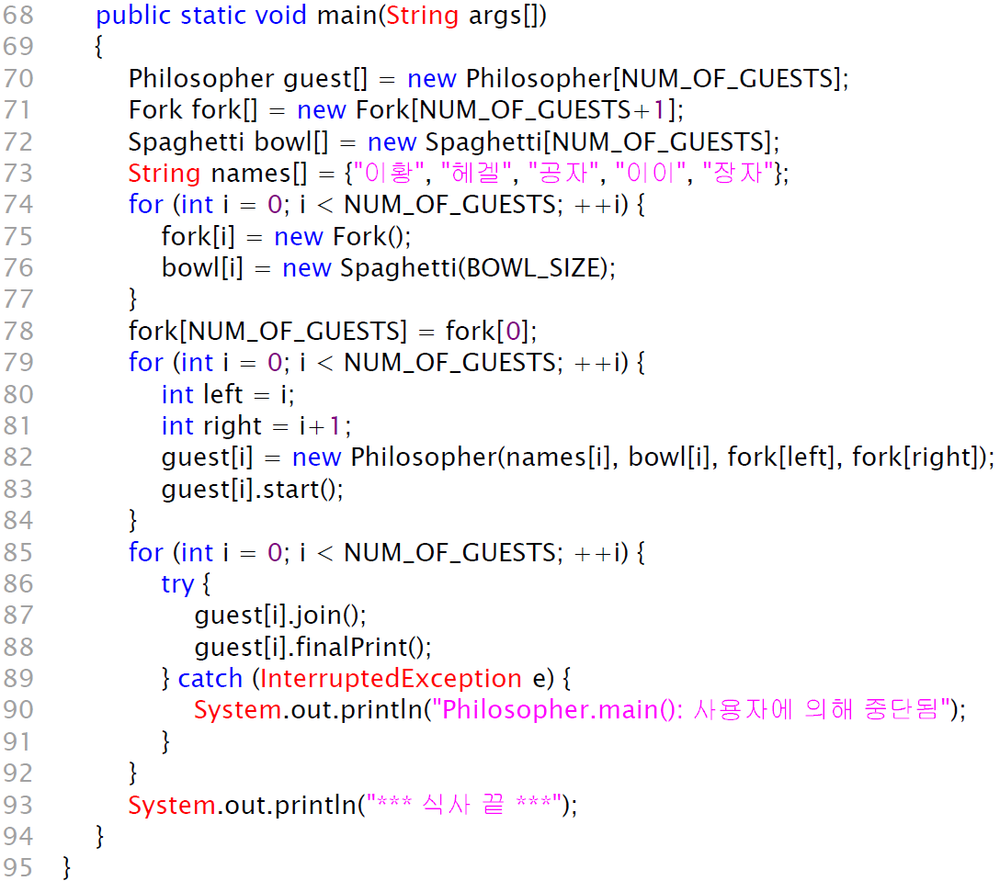 68 public static void main(String args[])
69 {
70 Philosopher guest[] = new Philosopher[NUM_OF_GUESTS];
71 Fork fork[] = new Fork[NUM_OF_GUESTS+1];
72 Spaghetti bowl[] = new Spaghetti[NUM_OF_GUESTS];
73 String names[] = {"이황", "헤겔", "공자", "이이", "장자"};
74 for (int i = 0; i < NUM_OF_GUESTS; ++i) {
75 fork[i] = new Fork();
76 bowl[i] = new Spaghetti(BOWL_SIZE);
77 }
78 fork[NUM_OF_GUESTS] = fork[0];
79 for (int i = 0; i < NUM_OF_GUESTS; ++i) {
80 int left = i;
81 int right = i+1;
82 guest[i] = new Philosopher(names[i], bowl[i], fork[left], fork[right]);
83 guest[i].start();
84 }
85 for (int i = 0; i < NUM_OF_GUESTS; ++i) {
86 try {
87 guest[i].join();
88 guest[i].finalPrint();
89 } catch (InterruptedException e) {
90 System.out.println("Philosopher.main(): 사용자에 의해 중단됨");
91 }
92 }
93 System.out.println("*** 식사 끝 ***");
94 }
95 }